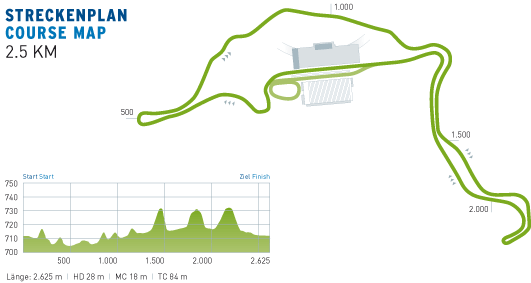 STRECKENPLAN
COURSE MAP
2.5 KM
1.000
500
1.500
2.000
Start Start Ziel Finish
750
740
730
720
710
700
500 1.000 1.500 2.000 2.625
Länge: 2.625 m | HD 28 m | MC 18 m | TC 84 m